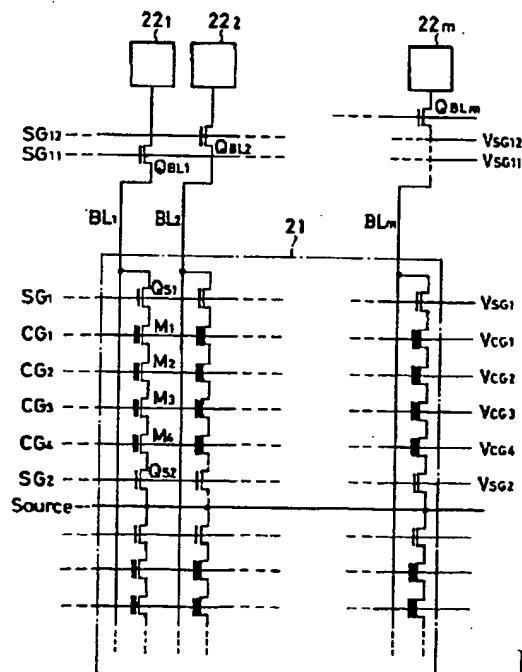 22₁ 22₂ 22m
QBLm
SG12 VSG12
QBL2
SG11 VSG11
QBL1
BL₁ BL₂ BLm
21
SG₁ QS1 VSG1
CG₁ M₁ VCG1
CG₂ M₂ VCG2
CG₃ M₃ VCG3
CG₄ M₄ VCG4
SG₂ QS2 VSG2
Source